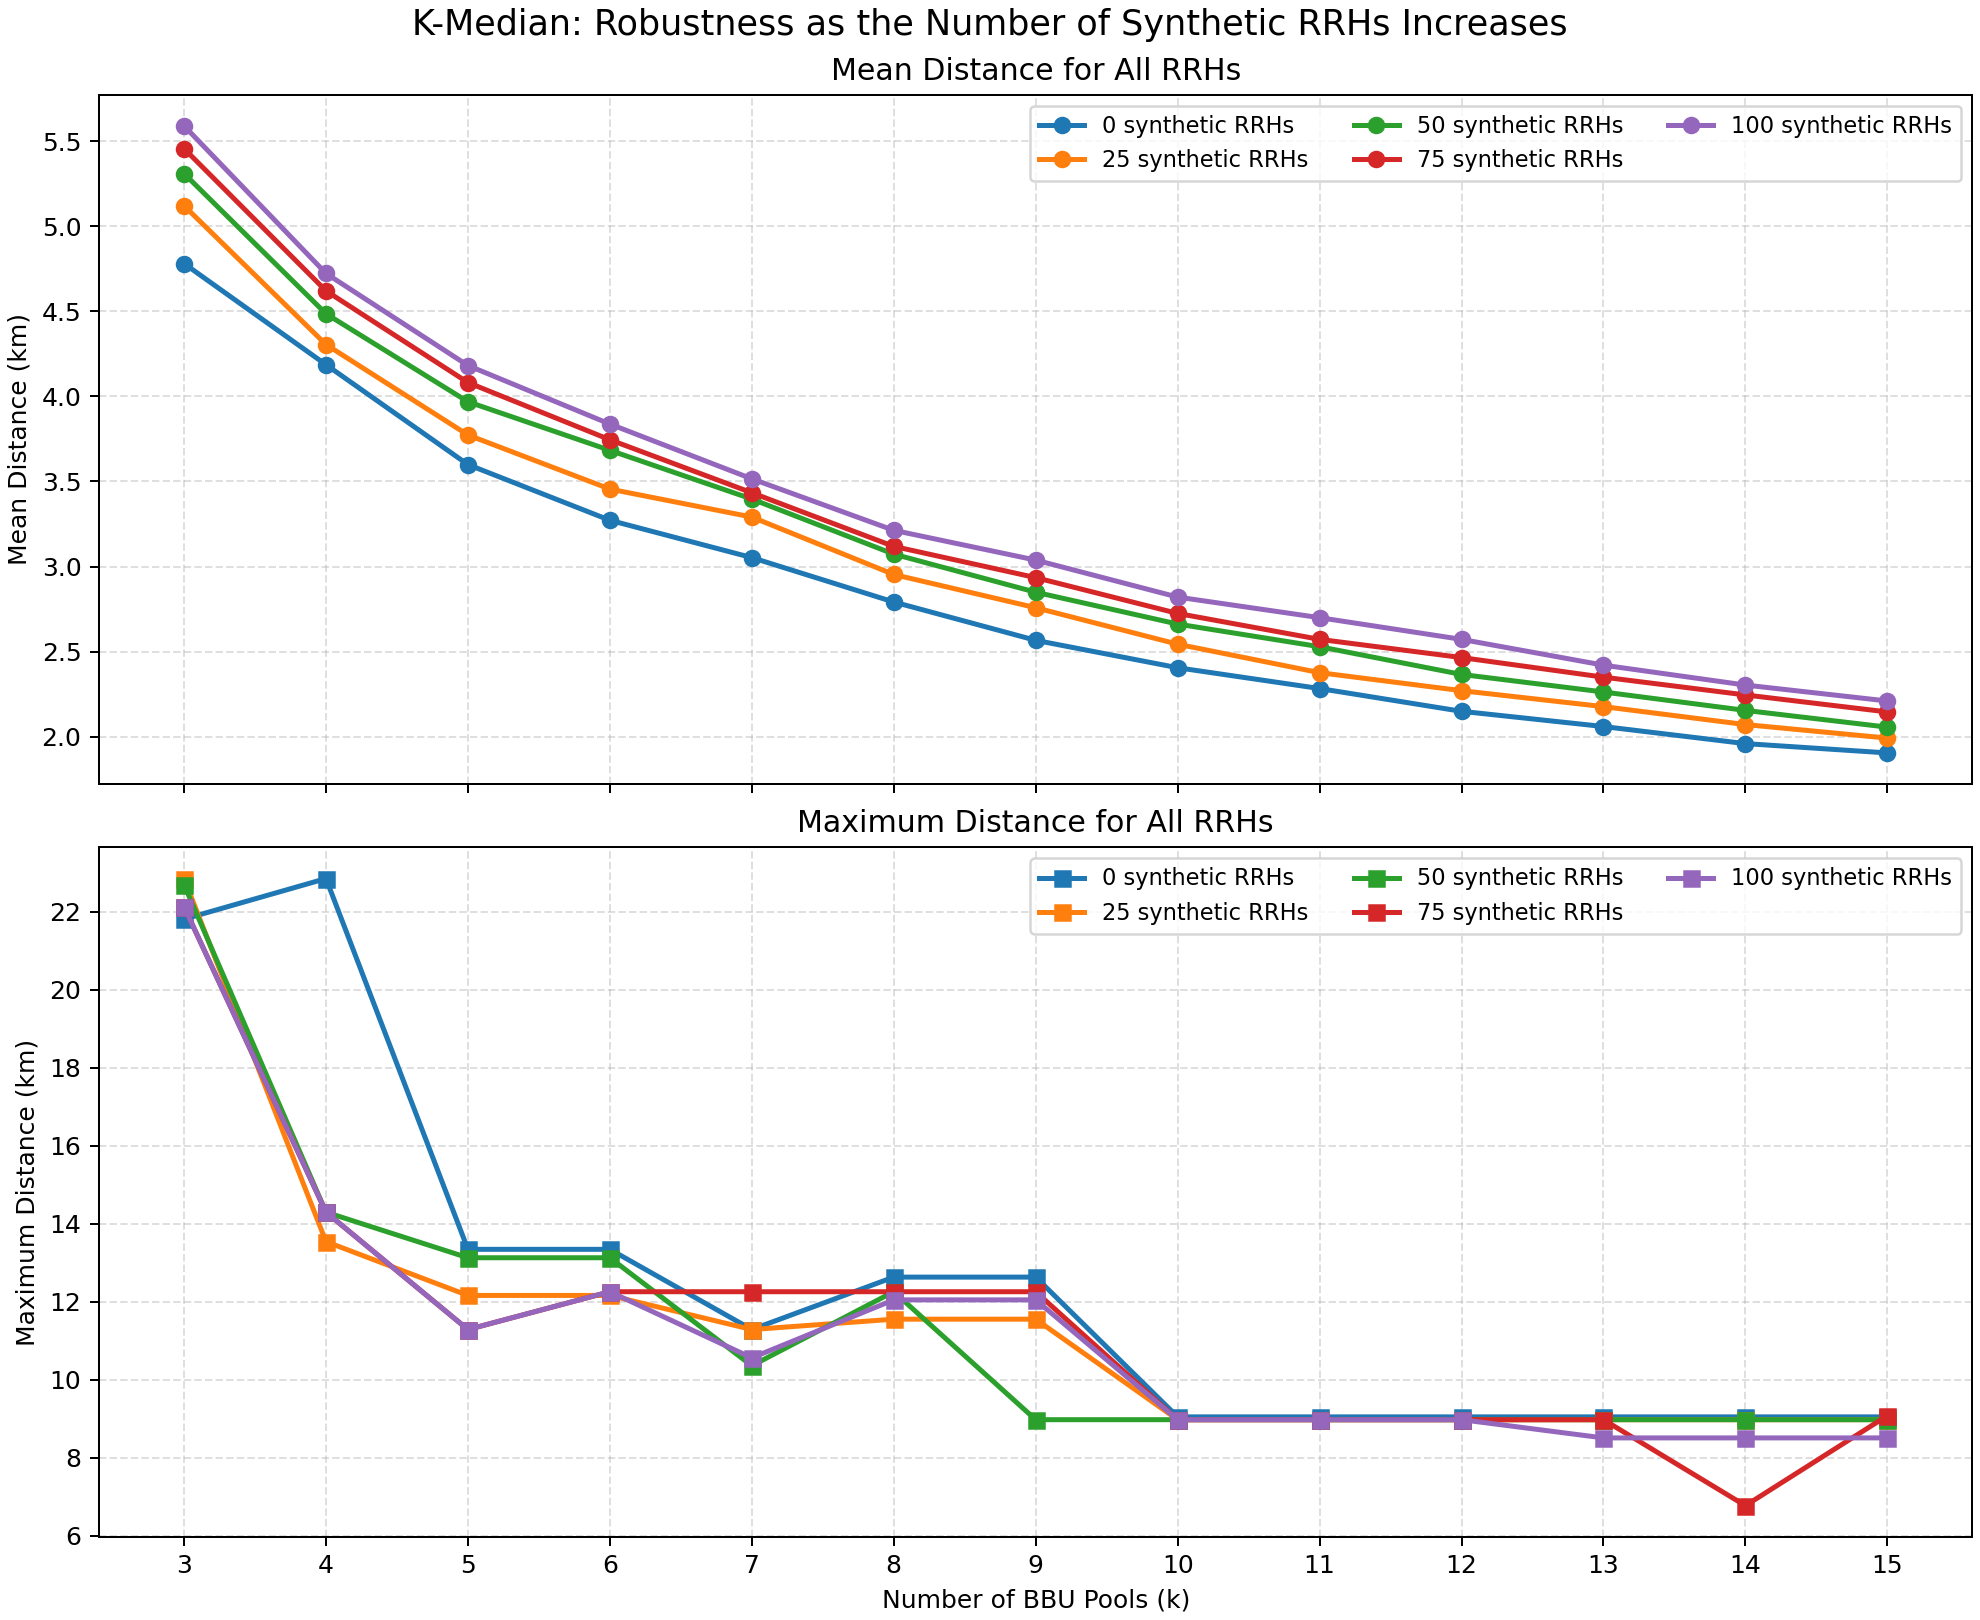 K-Median: Robustness as the Number of Synthetic RRHs Increases
Mean Distance for All RRHs
0 synthetic RRHs
25 synthetic RRHs
50 synthetic RRHs
75 synthetic RRHs
100 synthetic RRHs
Mean Distance (km)
5.5
5.0
4.5
4.0
3.5
3.0
2.5
2.0
Maximum Distance for All RRHs
0 synthetic RRHs
25 synthetic RRHs
50 synthetic RRHs
75 synthetic RRHs
100 synthetic RRHs
Maximum Distance (km)
22
20
18
16
14
12
10
8
6
3 4 5 6 7 8 9 10 11 12 13 14 15
Number of BBU Pools (k)